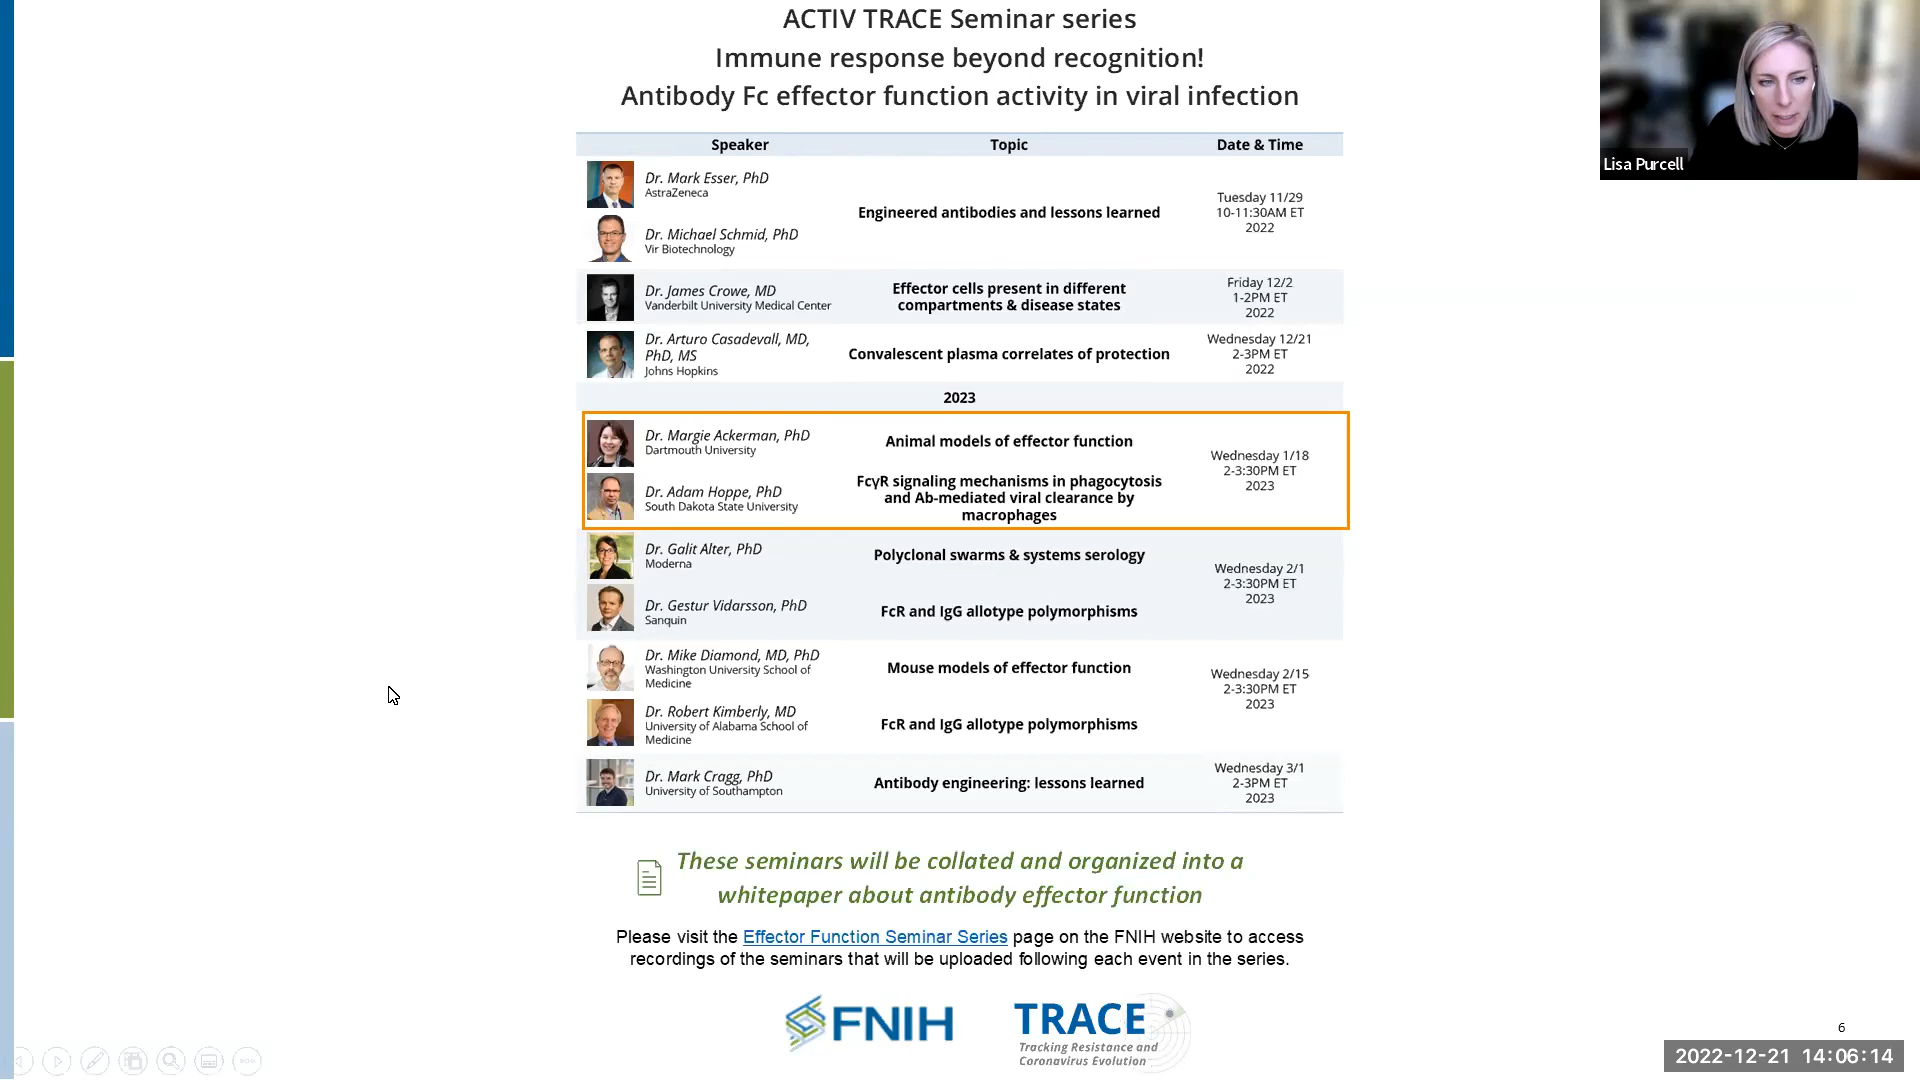 ACTIV TRACE Seminar series
Immune response beyond recognition!
Antibody Fc effector function activity in viral infection
Lisa Purcell
Speaker Topic Date & Time
Dr. Mark Esser, PhD
AstraZeneca
Dr. Michael Schmid, PhD
Vir Biotechnology
Engineered antibodies and lessons learned
Tuesday 11/29
10-11:30AM ET
2022
Dr. James Crowe, MD
Vanderbilt University Medical Center
Effector cells present in different
compartments & disease states
Friday 12/2
1-2PM ET
2022
Dr. Arturo Casadevall, MD,
PhD, MS
Johns Hopkins
Convalescent plasma correlates of protection
Wednesday 12/21
2-3PM ET
2022
2023
Dr. Margie Ackerman, PhD
Dartmouth University
Animal models of effector function
Dr. Adam Hoppe, PhD
South Dakota State University
FcγR signaling mechanisms in phagocytosis
and Ab-mediated viral clearance by
macrophages
Wednesday 1/18
2-3:30PM ET
2023
Dr. Galit Alter, PhD
Moderna
Polyclonal swarms & systems serology
Dr. Gestur Vidarsson, PhD
Sanquin
FcR and IgG allotype polymorphisms
Wednesday 2/1
2-3:30PM ET
2023
Dr. Mike Diamond, MD, PhD
Washington University School of
Medicine
Mouse models of effector function
Dr. Robert Kimberly, MD
University of Alabama School of
Medicine
FcR and IgG allotype polymorphisms
Wednesday 2/15
2-3:30PM ET
2023
Dr. Mark Cragg, PhD
University of Southampton
Antibody engineering: lessons learned
Wednesday 3/1
2-3PM ET
2023
These seminars will be collated and organized into a
whitepaper about antibody effector function
Please visit the Effector Function Seminar Series page on the FNIH website to access
recordings of the seminars that will be uploaded following each event in the series.
FNIH
TRACE
Tracking Resistance and
Coronavirus Evolution
6
2022-12-21 14:06:14